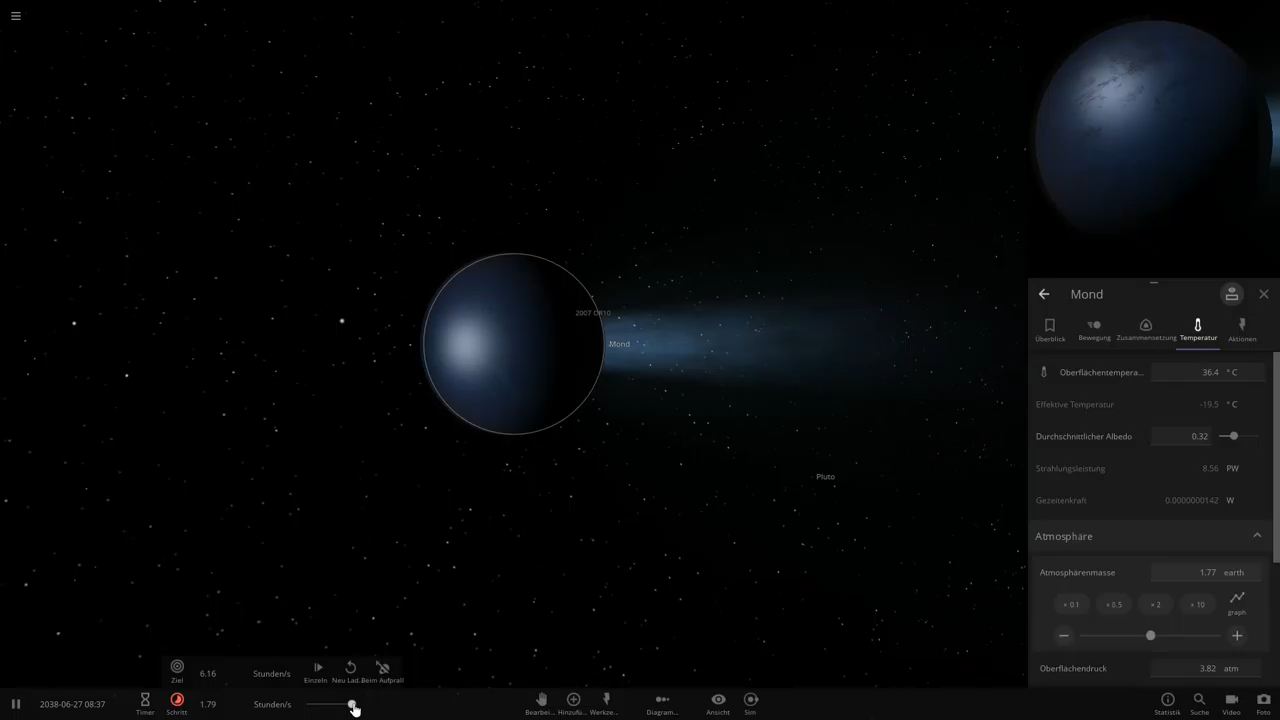 2007 OR10
Mond
Pluto
Mond
Überblick
Bewegung
Zusammensetzung
Temperatur
Aktionen
Oberflächentempera... 36.4 °C
Effektive Temperatur -19.5 °C
Durchschnittlicher Albedo 0.32
Strahlungsleistung 8.56 PW
Gezeitenkraft 0.0000000142 W
Atmosphäre
Atmosphärenmasse 1.77 earth
× 0.1 × 0.5 × 2 × 10 graph
Oberflächendruck 3.82 atm
Ziel 6.16 Stunden/s Einzeln Neu Lad. Beim Aufprall
2038-06-27 08:37 Timer Schritt 1.79 Stunden/s
Bearbei... Hinzufü... Werkze... Diagram... Ansicht Sim
Statistik Suche Video Foto